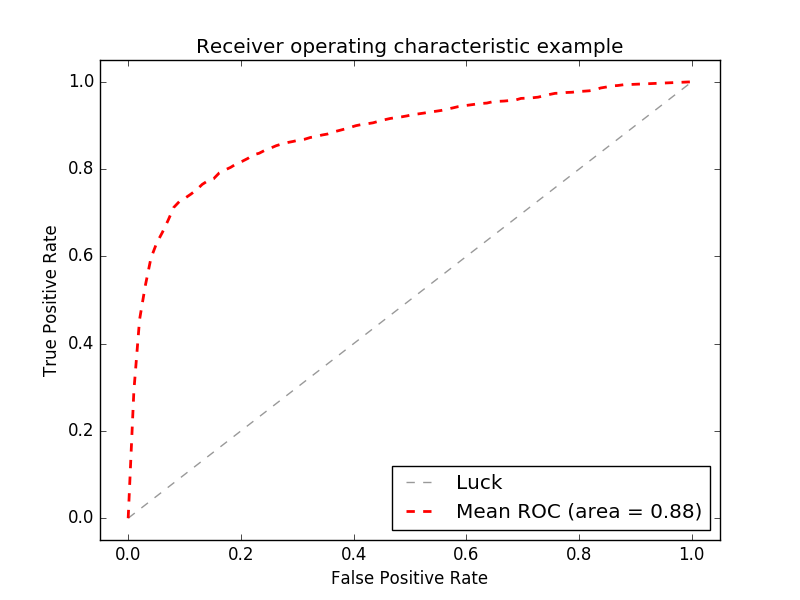 Receiver operating characteristic example
1.0
0.8
0.6
0.4
0.2
0.0
True Positive Rate
Luck
Mean ROC (area = 0.88)
0.0 0.2 0.4 0.6 0.8 1.0
False Positive Rate